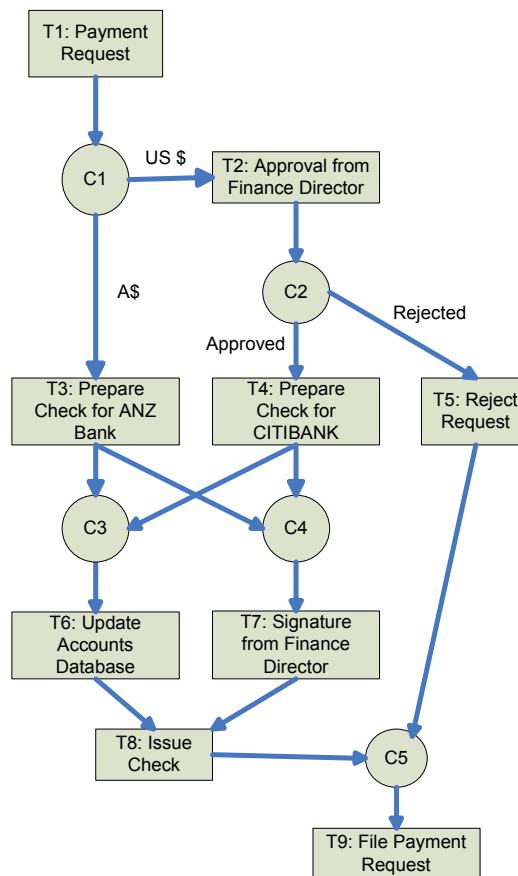 T1: Payment
Request
US $
C1
T2: Approval from
Finance Director
A$
C2
Rejected
Approved
T3: Prepare
Check for ANZ
Bank
T4: Prepare
Check for
CITIBANK
T5: Reject
Request
C3
C4
T6: Update
Accounts
Database
T7: Signature
from Finance
Director
T8: Issue
Check
C5
T9: File Payment
Request